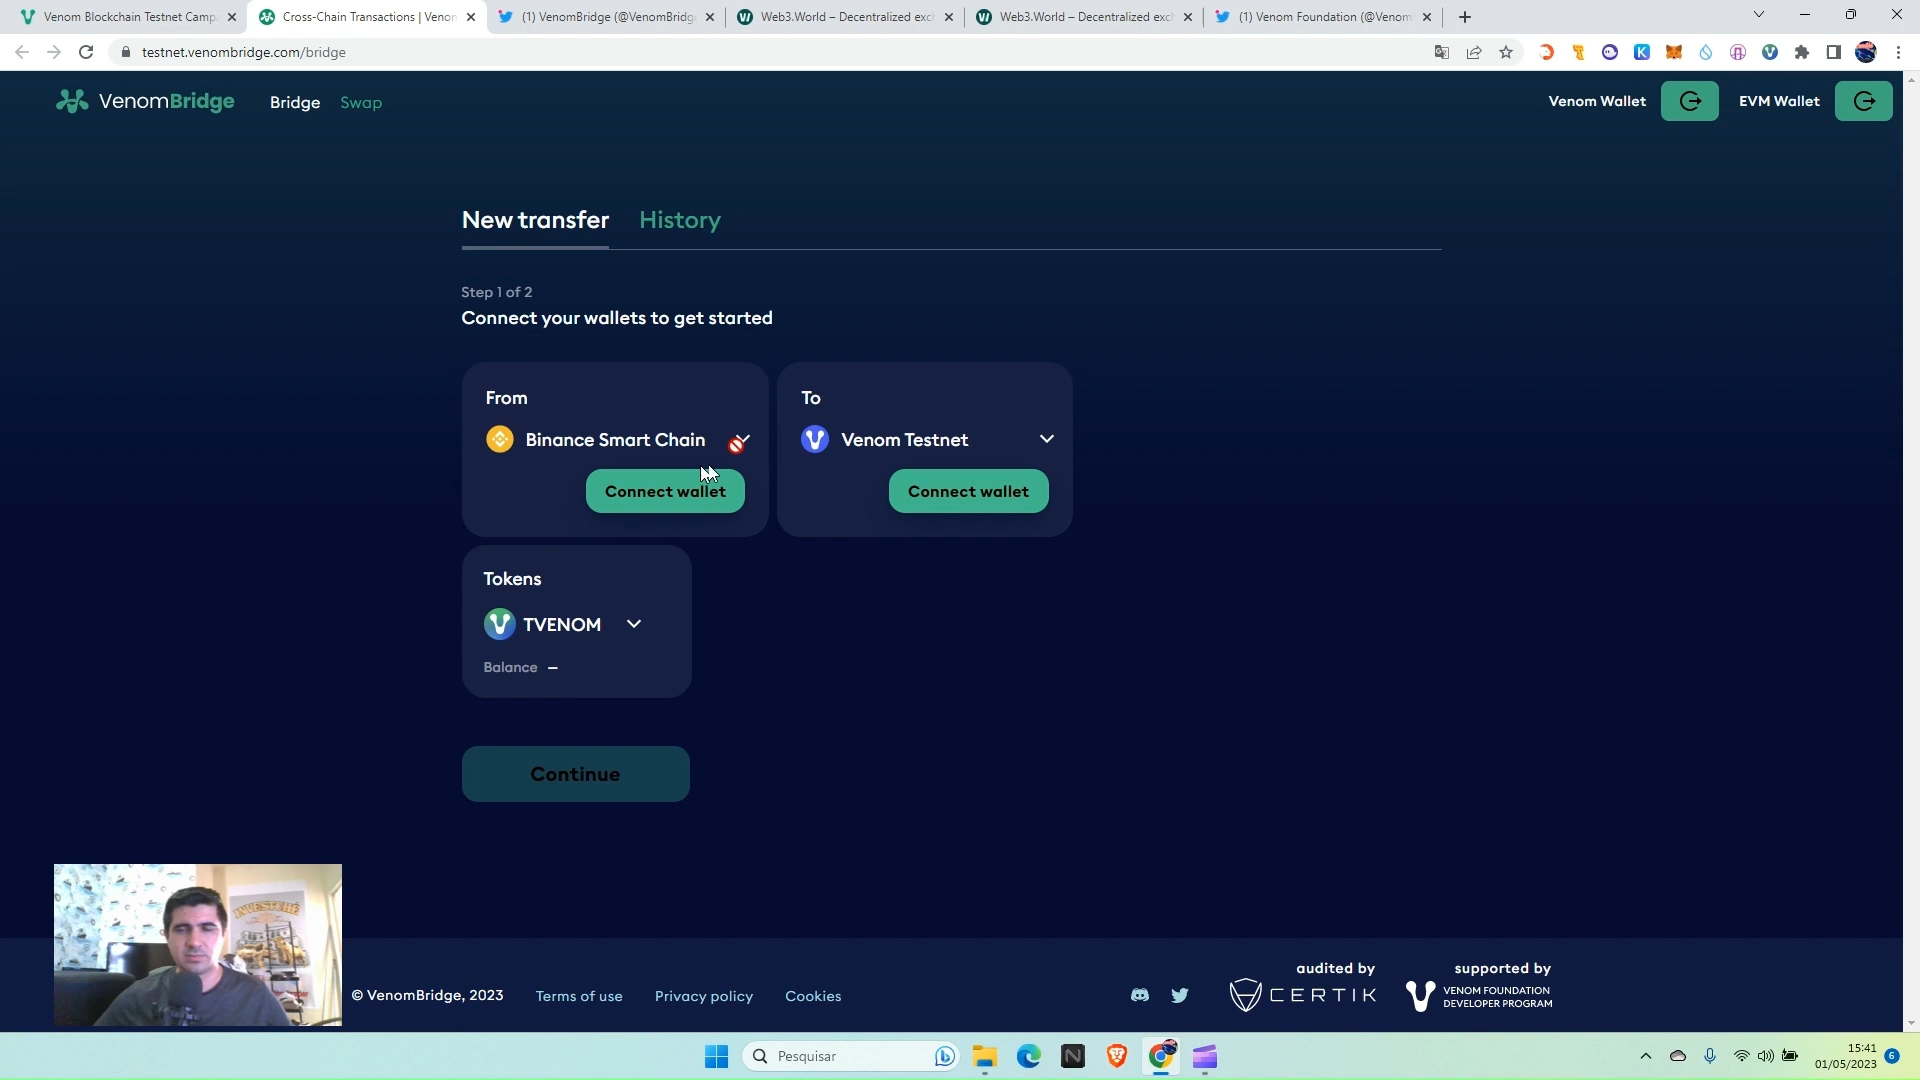 Venom Blockchain Testnet Camp
Cross-Chain Transactions | Venon
(1) VenomBridge (@VenomBridg
Web3.World – Decentralized exc
Web3.World – Decentralized exc
(1) Venom Foundation (@Venom
testnet.venombridge.com/bridge
VenomBridge
Bridge
Swap
Venom Wallet
EVM Wallet
New transfer
History
Step 1 of 2
Connect your wallets to get started
From
To
Binance Smart Chain
Venom Testnet
Connect wallet
Connect wallet
Tokens
TVENOM
Balance –
Continue
INVESTCHÉ
© VenomBridge, 2023
Terms of use
Privacy policy
Cookies
audited by
CERTIK
supported by
VENOM FOUNDATION
DEVELOPER PROGRAM
Pesquisar
15:41
01/05/2023
6